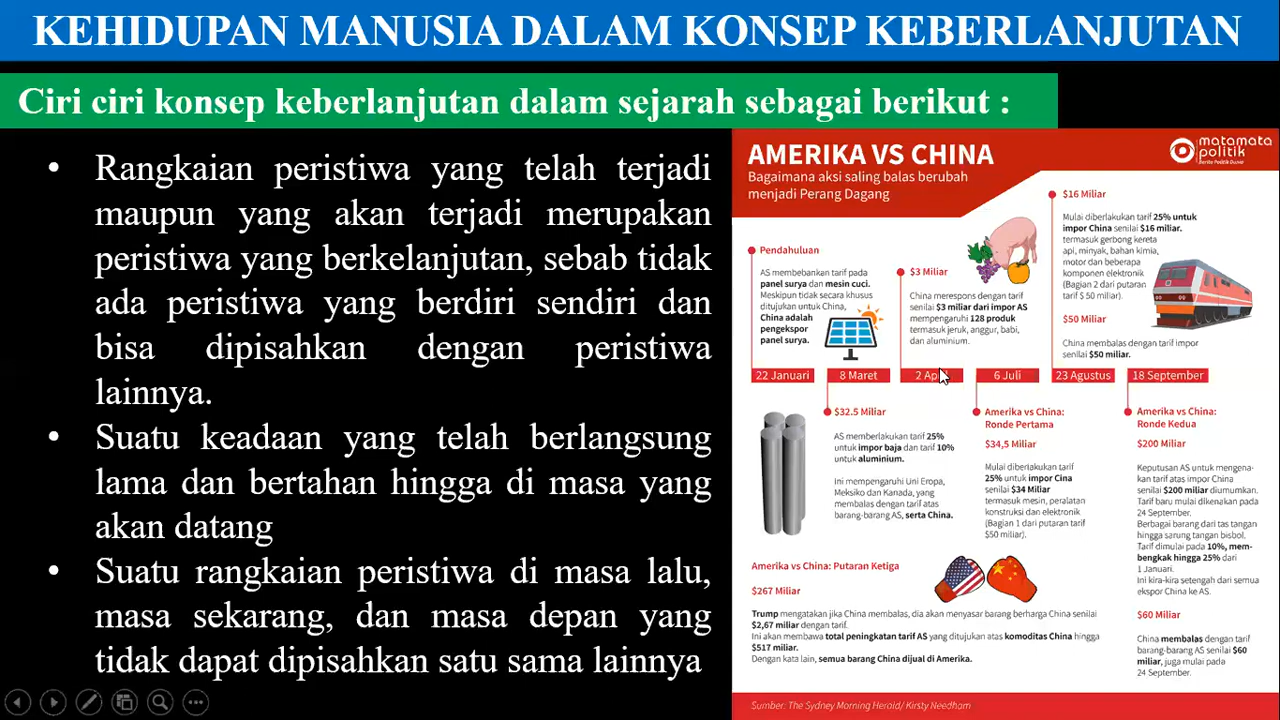 KEHIDUPAN MANUSIA DALAM KONSEP KEBERLANJUTAN
Ciri ciri konsep keberlanjutan dalam sejarah sebagai berikut :
• Rangkaian peristiwa yang telah terjadi
maupun yang akan terjadi merupakan
peristiwa yang berkelanjutan, sebab tidak
ada peristiwa yang berdiri sendiri dan
bisa dipisahkan dengan peristiwa
lainnya.
• Suatu keadaan yang telah berlangsung
lama dan bertahan hingga di masa yang
akan datang
• Suatu rangkaian peristiwa di masa lalu,
masa sekarang, dan masa depan yang
tidak dapat dipisahkan satu sama lainnya
AMERIKA VS CHINA
Bagaimana aksi saling balas berubah
menjadi Perang Dagang
matamata
politik
Pendahuluan
AS membebankan tarif pada
panel surya dan mesin cuci.
Meskipun tidak secara khusus
ditujukan untuk China,
China adalah
pengekspor
panel surya.
$3 Miliar
China merespons dengan tarif
senilai $3 miliar dari impor AS
mempengaruhi 128 produk
termasuk jeruk, anggur, babi,
dan aluminium.
$16 Miliar
Mulai diberlakukan tarif 25% untuk
impor China senilai $16 miliar.
termasuk gerbong kereta
api, minyak, bahan kimia,
motor dan beberapa
komponen elektronik
(Bagian 2 dari putaran
tarif $ 50 miliar).
$50 Miliar
China membalas dengan tarif impor
senilai $50 miliar.
22 Januari
8 Maret
2
6 Juli
23 Agustus
18 September
$32.5 Miliar
AS memberlakukan tarif 25%
untuk impor baja dan tarif 10%
untuk aluminium.
Ini mempengaruhi Uni Eropa,
Meksiko dan Kanada, yang
membalas dengan tarif atas
barang-barang AS, serta China.
Amerika vs China:
Ronde Pertama
$34,5 Miliar
Mulai diberlakukan tarif
25% untuk impor Cina
senilai $34 Miliar
termasuk mesin, peralatan
konstruksi dan elektronik
(Bagian 1 dari putaran tarif
$50 miliar).
Amerika vs China:
Ronde Kedua
$200 Miliar
Keputusan AS untuk mengena-
kan tarif atas impor China
senilai $200 miliar diumumkan.
Tarif baru mulai dikenakan pada
24 September.
Berbagai barang dari tas tangan
hingga sarung tangan bisbol.
Tarif dimulai pada 10%, mem-
bengkak hingga 25% dari
1 Januari.
Ini kira-kira setengah dari semua
ekspor China ke AS.
$60 Miliar
China membalas dengan tarif
barang-barang AS senilai $60
miliar, juga mulai pada
24 September.
Amerika vs China: Putaran Ketiga
$267 Miliar
Trump mengatakan jika China membalas, dia akan menyasar barang berharga China senilai
$2,67 miliar dengan tarif.
Ini akan membawa total peningkatan tarif AS yang ditujukan atas komoditas China hingga
$517 miliar.
Dengan kata lain, semua barang China dijual di Amerika.
Sumber: The Sydney Morning Herald/ Kirsty Needham